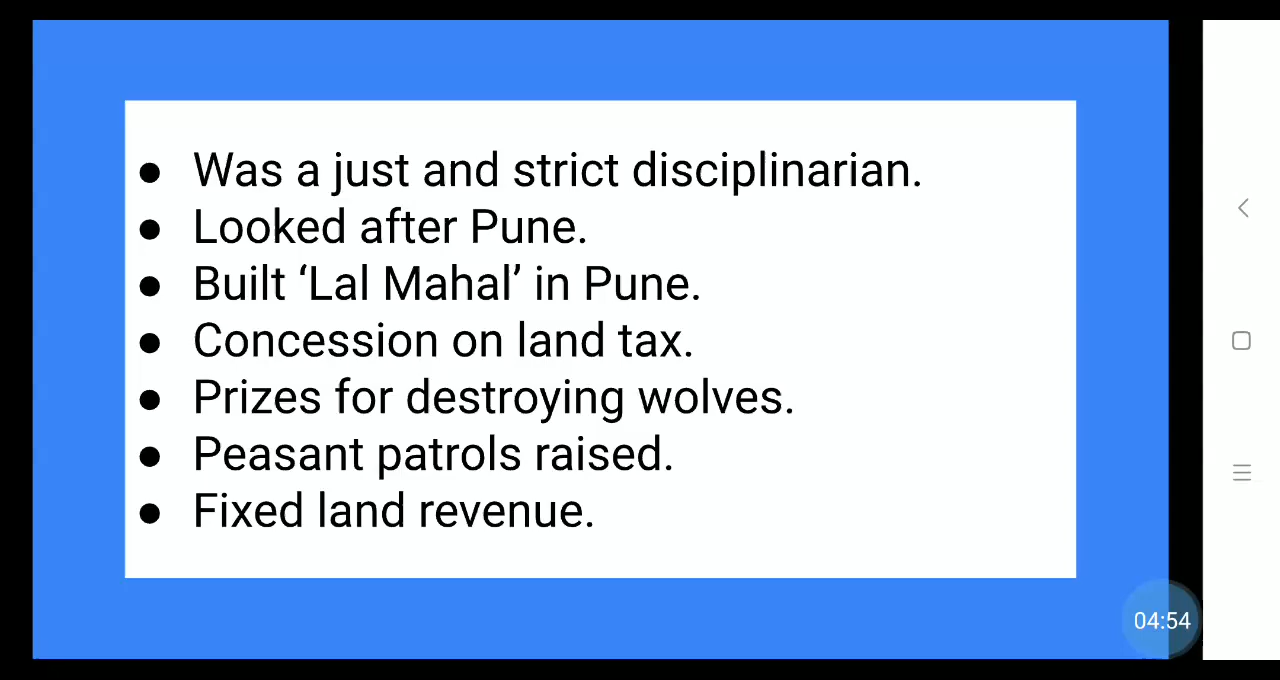 ● Was a just and strict disciplinarian.
● Looked after Pune.
● Built ‘Lal Mahal’ in Pune.
● Concession on land tax.
● Prizes for destroying wolves.
● Peasant patrols raised.
● Fixed land revenue.
04:54